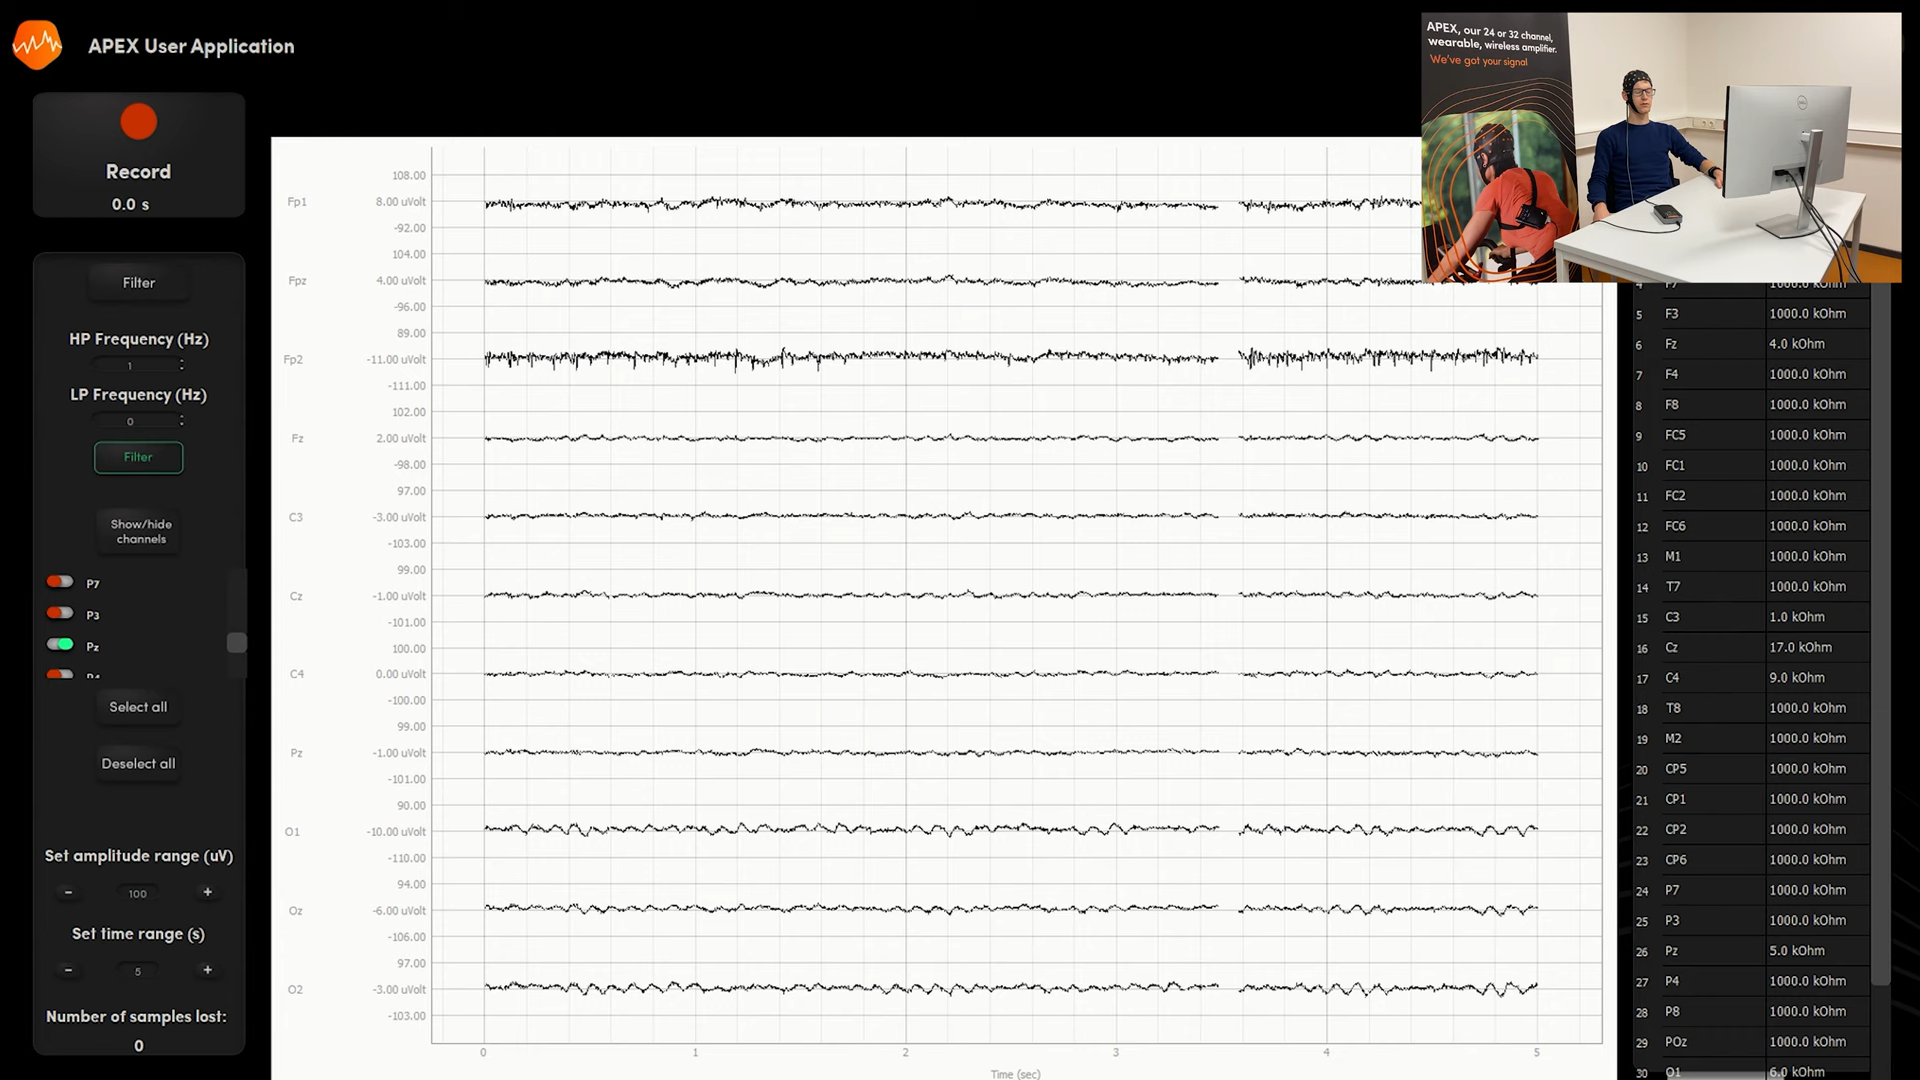 APEX User Application
Record
0.0 s
Filter
HP Frequency (Hz)
1
LP Frequency (Hz)
0
Filter
Show/hide
channels
P7
P3
Pz
Select all
Deselect all
Set amplitude range (uV)
- 100 +
Set time range (s)
- 5 +
Number of samples lost:
0
108.00
Fp1 8.00 uVolt
-92.00
104.00
Fpz 4.00 uVolt
-96.00
89.00
Fp2 -11.00 uVolt
-111.00
102.00
Fz 2.00 uVolt
-98.00
97.00
C3 -3.00 uVolt
-103.00
99.00
Cz -1.00 uVolt
-101.00
100.00
C4 0.00 uVolt
-100.00
99.00
Pz -1.00 uVolt
-101.00
90.00
O1 -10.00 uVolt
-110.00
94.00
Oz -6.00 uVolt
-106.00
97.00
O2 -3.00 uVolt
-103.00
0 1 2 3 4 5
Time (sec)
APEX, our 24 or 32 channel,
wearable, wireless amplifier.
We've got your signal
4 F7 1000.0 kOhm
5 F3 1000.0 kOhm
6 Fz 4.0 kOhm
7 F4 1000.0 kOhm
8 F8 1000.0 kOhm
9 FC5 1000.0 kOhm
10 FC1 1000.0 kOhm
11 FC2 1000.0 kOhm
12 FC6 1000.0 kOhm
13 M1 1000.0 kOhm
14 T7 1000.0 kOhm
15 C3 1.0 kOhm
16 Cz 17.0 kOhm
17 C4 9.0 kOhm
18 T8 1000.0 kOhm
19 M2 1000.0 kOhm
20 CP5 1000.0 kOhm
21 CP1 1000.0 kOhm
22 CP2 1000.0 kOhm
23 CP6 1000.0 kOhm
24 P7 1000.0 kOhm
25 P3 1000.0 kOhm
26 Pz 5.0 kOhm
27 P4 1000.0 kOhm
28 P8 1000.0 kOhm
29 POz 1000.0 kOhm
30 O1 6.0 kOhm